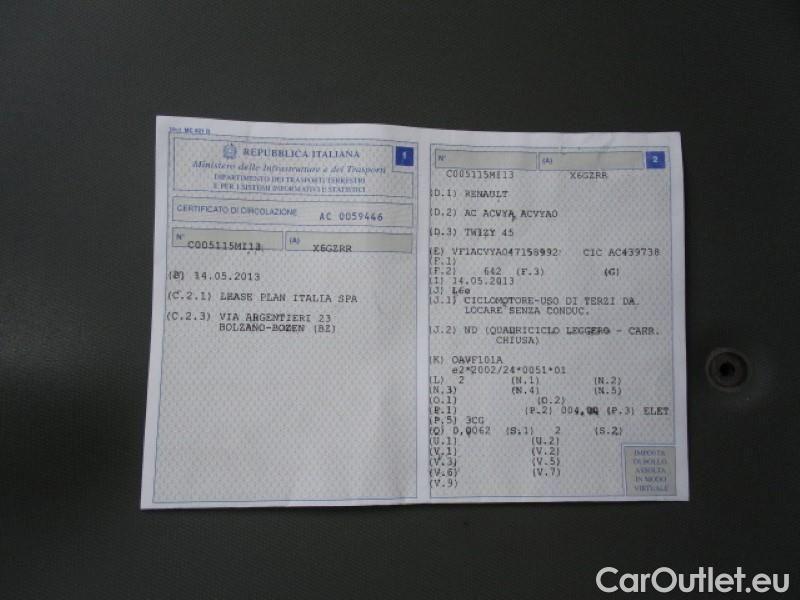 Mod. MC 821 D
REPUBBLICA ITALIANA
1
Ministero delle Infrastrutture e dei Trasporti
DIPARTIMENTO DEI TRASPORTI TERRESTRI
E PER I SISTEMI INFORMATIVI E STATISTICI
CERTIFICATO DI CIRCOLAZIONE AC 0059446
N° (A)
C005115MI13 X6GZRR
(B) 14.05.2013
(C.2.1) LEASE PLAN ITALIA SPA
(C.2.3) VIA ARGENTIERI 23
BOLZANO-BOZEN (BZ)
N° (A) 2
C005115MI13 X6GZRR
(D.1) RENAULT
(D.2) AC ACVYA ACVYA0
(D.3) TWIZY 45
(E) VF1ACVYA047158992 CIC AC439738
(F.1)
(F.2) 642 (F.3) (G)
(I) 14.05.2013
(J) L6e
(J.1) CICLOMOTORE-USO DI TERZI DA
LOCARE SENZA CONDUC.
(J.2) ND (QUADRICICLO LEGGERO - CARR.
CHIUSA)
(K) OAVF101A
e2*2002/24*0051*01
(L) 2 (N.1) (N.2)
(N.3) (N.4) (N.5)
(O.1) (O.2)
(P.1) (P.2) 004,00 (P.3) ELET
(P.5) 3CG
(Q) 0,0062 (S.1) 2 (S.2)
(U.1) (U.2)
(V.1) (V.2)
(V.3) (V.5)
(V.6) (V.7)
(V.9)
IMPOSTA
DI BOLLO
ASSOLTA
IN MODO
VIRTUALE
CarOutlet.eu